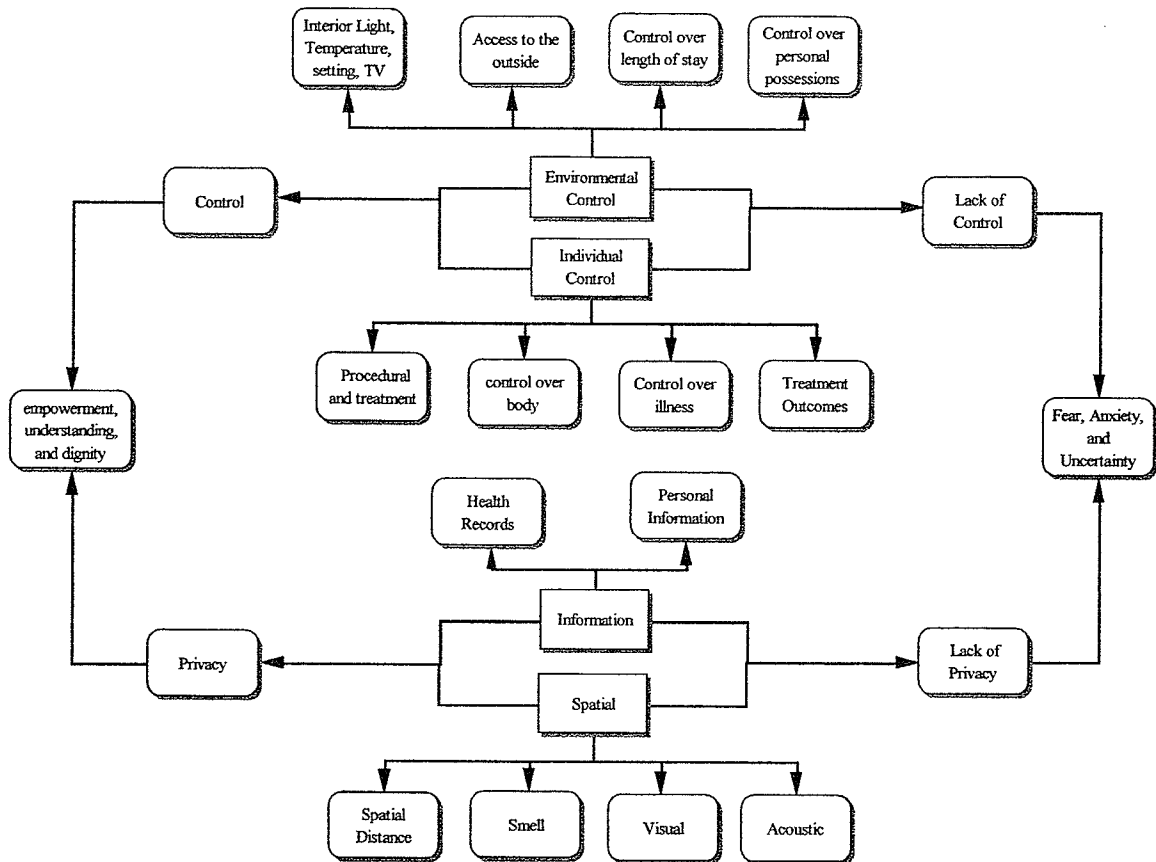 Interior Light,
Temperature,
setting, TV
Access to the
outside
Control over
length of stay
Control over
personal
possessions
Environmental
Control
Control
Lack of
Control
Individual
Control
Procedural
and treatment
control over
body
Control over
illness
Treatment
Outcomes
empowerment,
understanding,
and dignity
Fear, Anxiety,
and
Uncertainty
Health
Records
Personal
Information
Information
Privacy
Lack of
Privacy
Spatial
Spatial
Distance
Smell
Visual
Acoustic